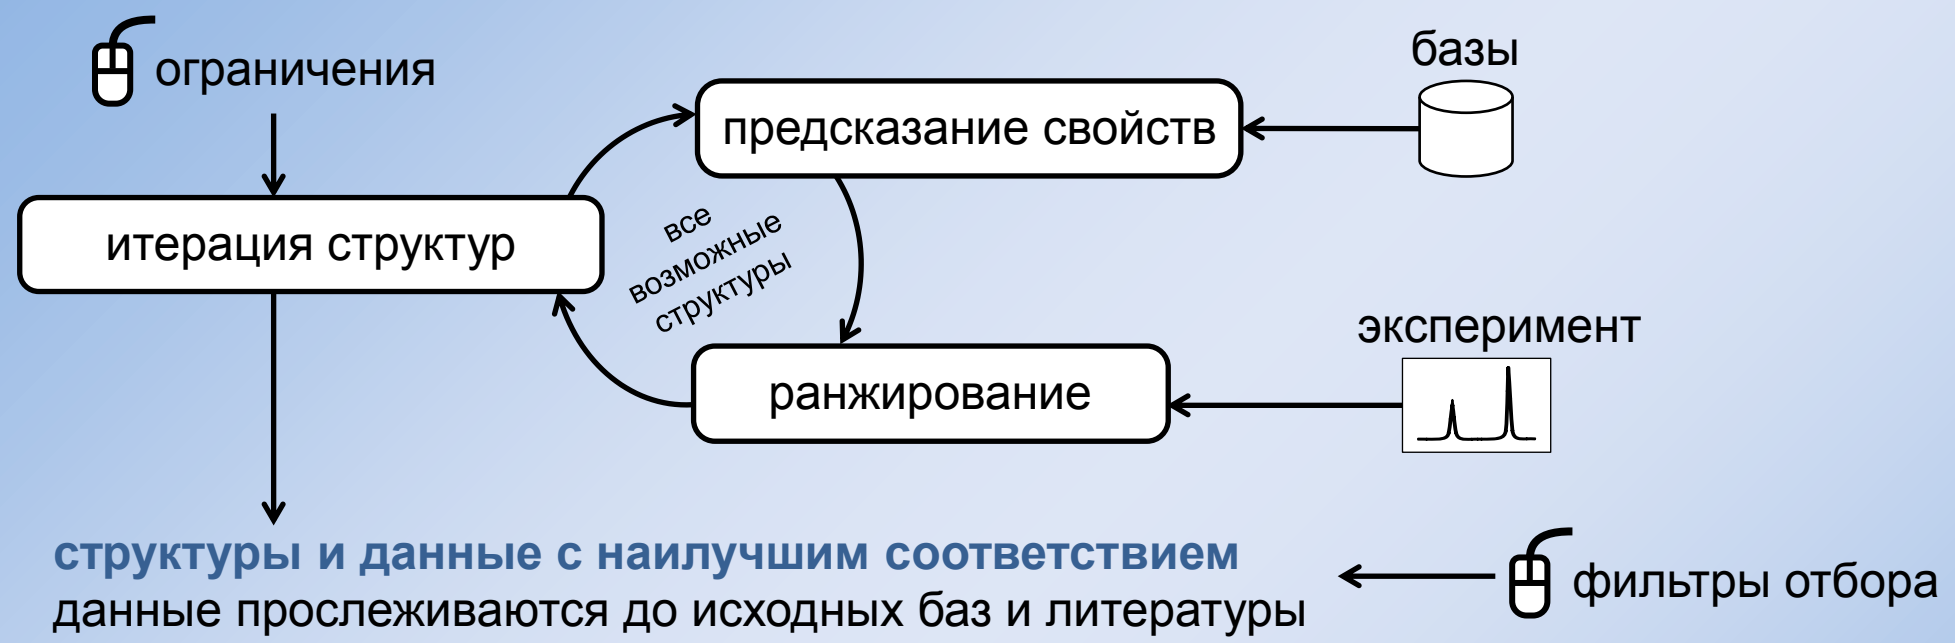 ограничения
базы
предсказание свойств
итерация структур
все
возможные
структуры
эксперимент
ранжирование
структуры и данные с наилучшим соответствием
данные прослеживаются до исходных баз и литературы
фильтры отбора